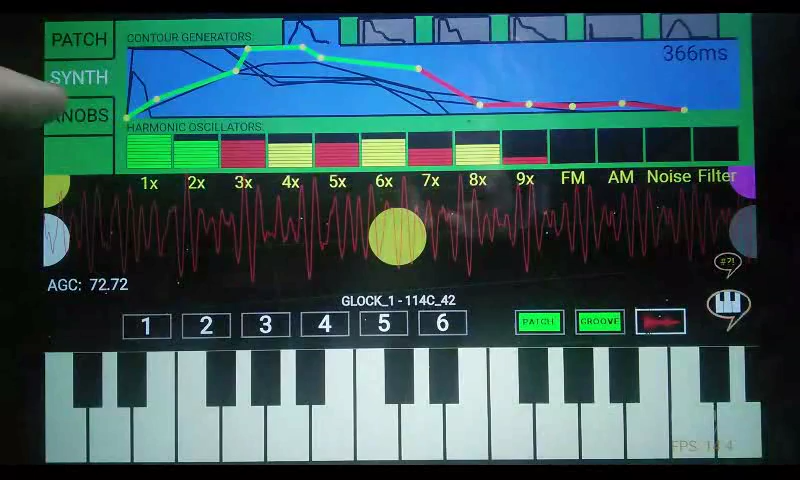 PATCH
CONTOUR GENERATORS:
366ms
SYNTH
KNOBS
HARMONIC OSCILLATORS:
1x 2x 3x 4x 5x 6x 7x 8x 9x FM AM Noise Filter
#?!
AGC: 72.72
GLOCK_1 - 114C_42
1 2 3 4 5 6 PATCH GROOVE